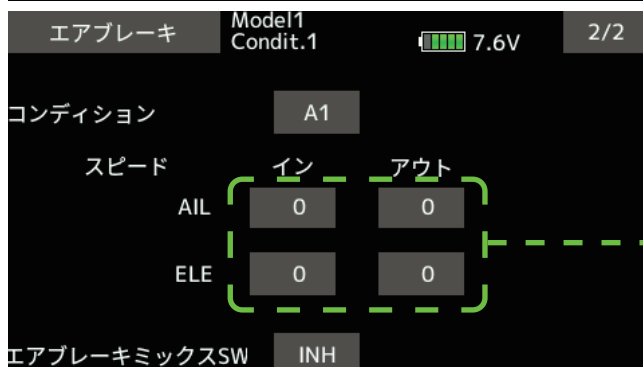 エアブレーキ Model1 Condit.1 7.6V 2/2
コンディション A1
スピード イン アウト
AIL 0 0
ELE 0 0
エアブレーキミックスSW INH